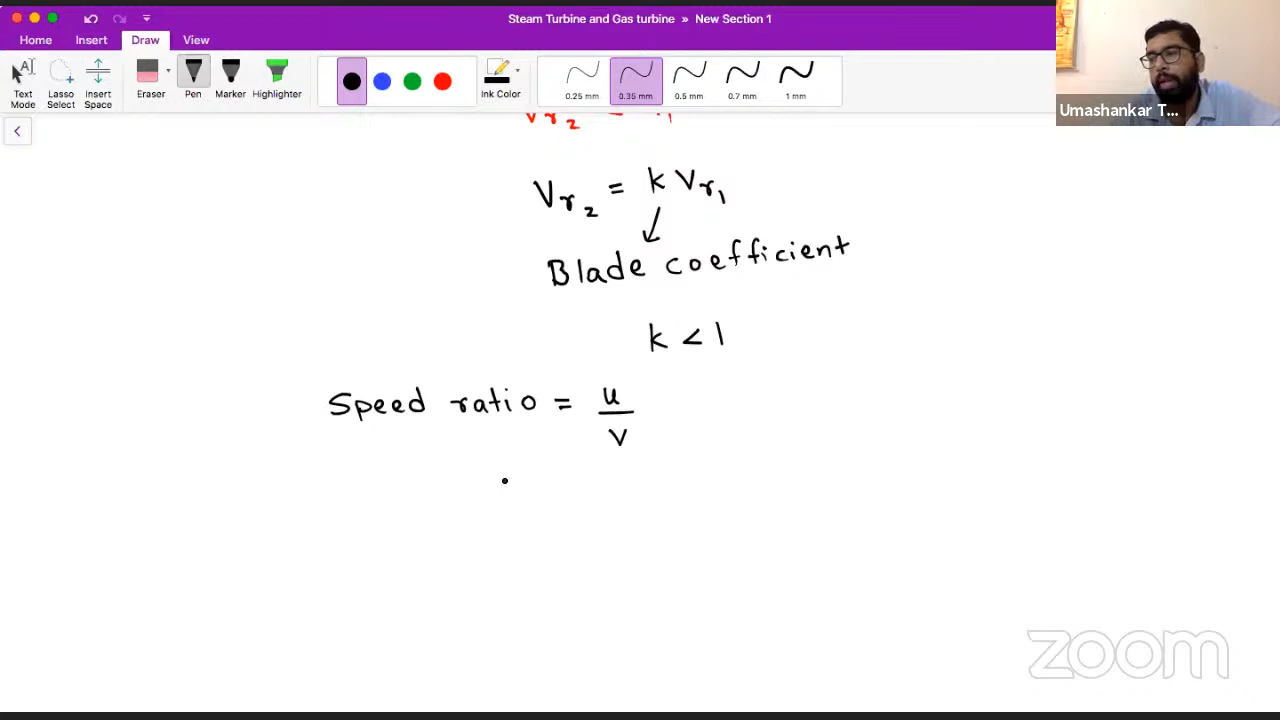 Steam Turbine and Gas turbine » New Section 1
Home Insert Draw View
Text Mode
Lasso Select
Insert Space
Eraser
Pen
Marker
Highlighter
Ink Color
0.25 mm
0.35 mm
0.5 mm
0.7 mm
1 mm
Umashankar T...
Vr2 = k Vr1
Blade coefficient
k < 1
Speed ratio = u/V
zoom